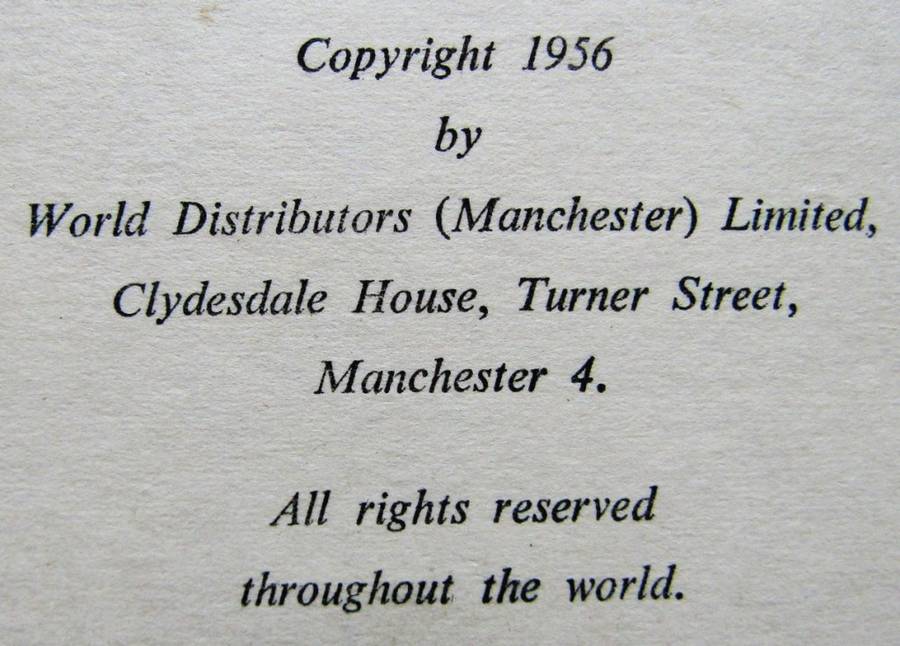 Copyright 1956
by
World Distributors (Manchester) Limited,
Clydesdale House, Turner Street,
Manchester 4.
All rights reserved
throughout the world.